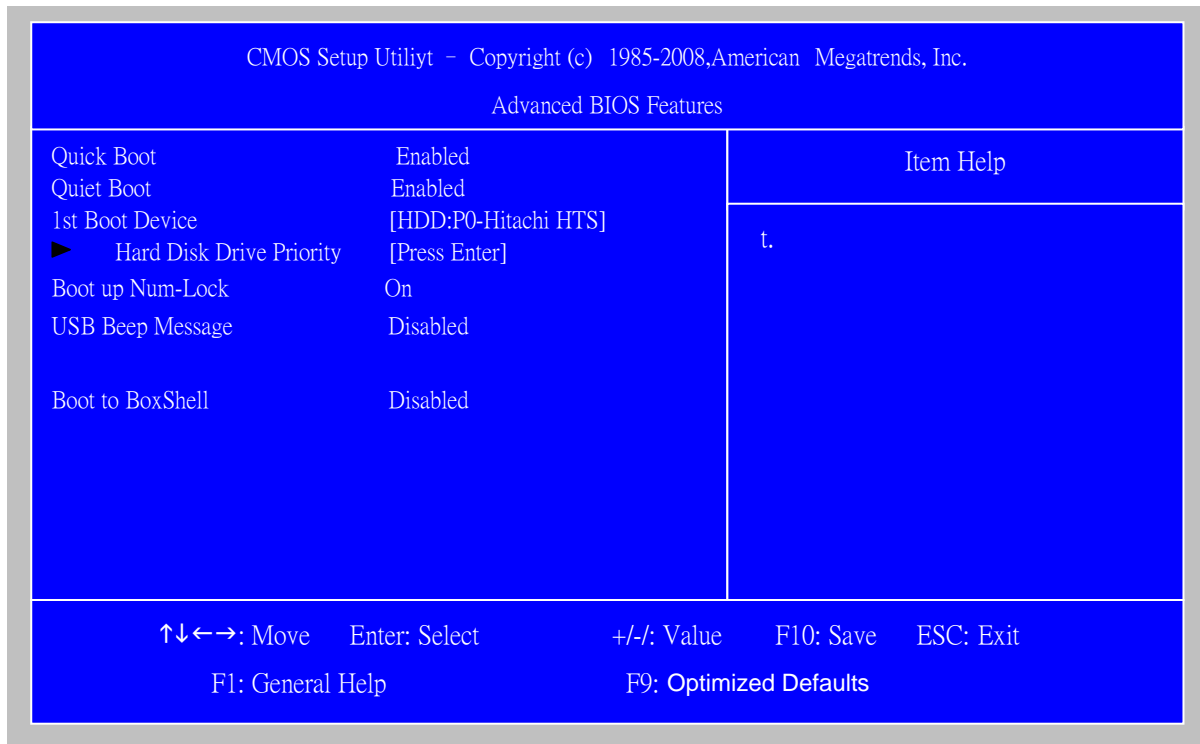 CMOS Setup Utiliyt – Copyright (c) 1985-2008,American Megatrends, Inc.
Advanced BIOS Features
Quick Boot Enabled
Quiet Boot Enabled
1st Boot Device [HDD:P0-Hitachi HTS]
► Hard Disk Drive Priority [Press Enter]
Boot up Num-Lock On
USB Beep Message Disabled
Boot to BoxShell Disabled
Item Help
t.
↑↓←→: Move Enter: Select +/-/: Value F10: Save ESC: Exit
F1: General Help F9: Optimized Defaults